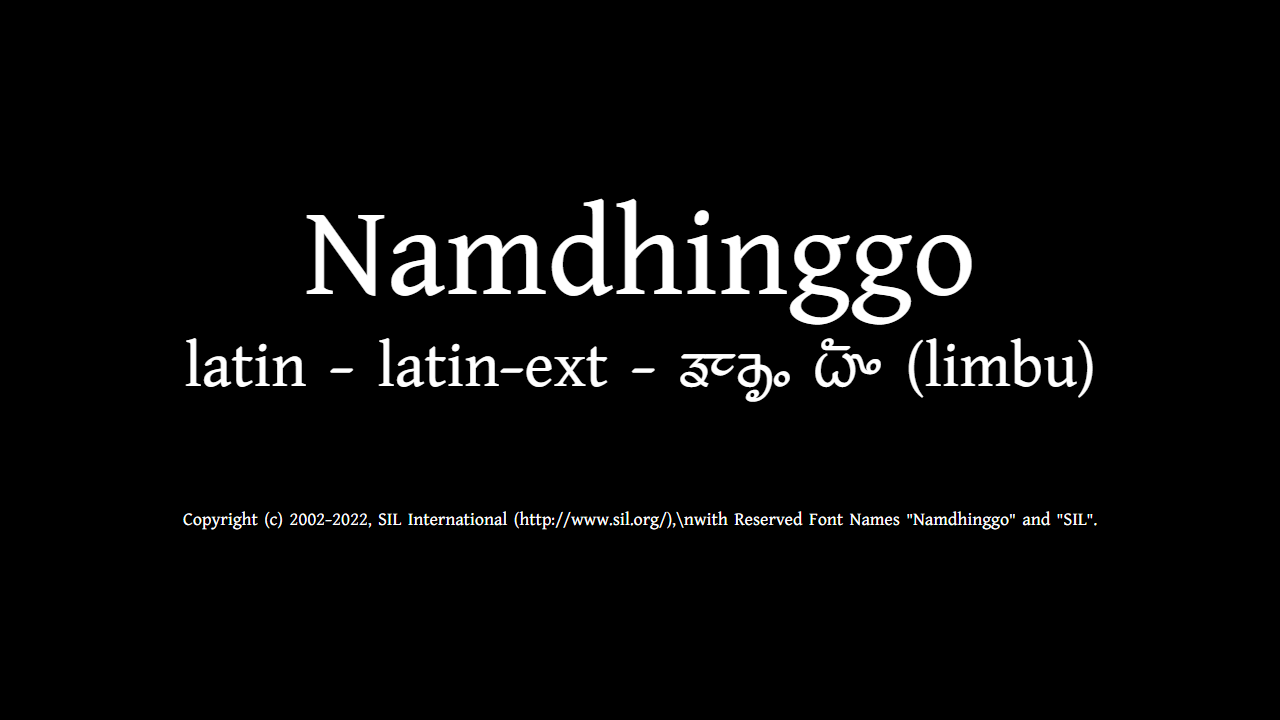 Namdhinggo
latin - latin-ext - ᤕᤰᤌᤢᤱ ᤐᤠᤴ (limbu)
Copyright (c) 2002-2022, SIL International (http://www.sil.org/),\nwith Reserved Font Names "Namdhinggo" and "SIL".